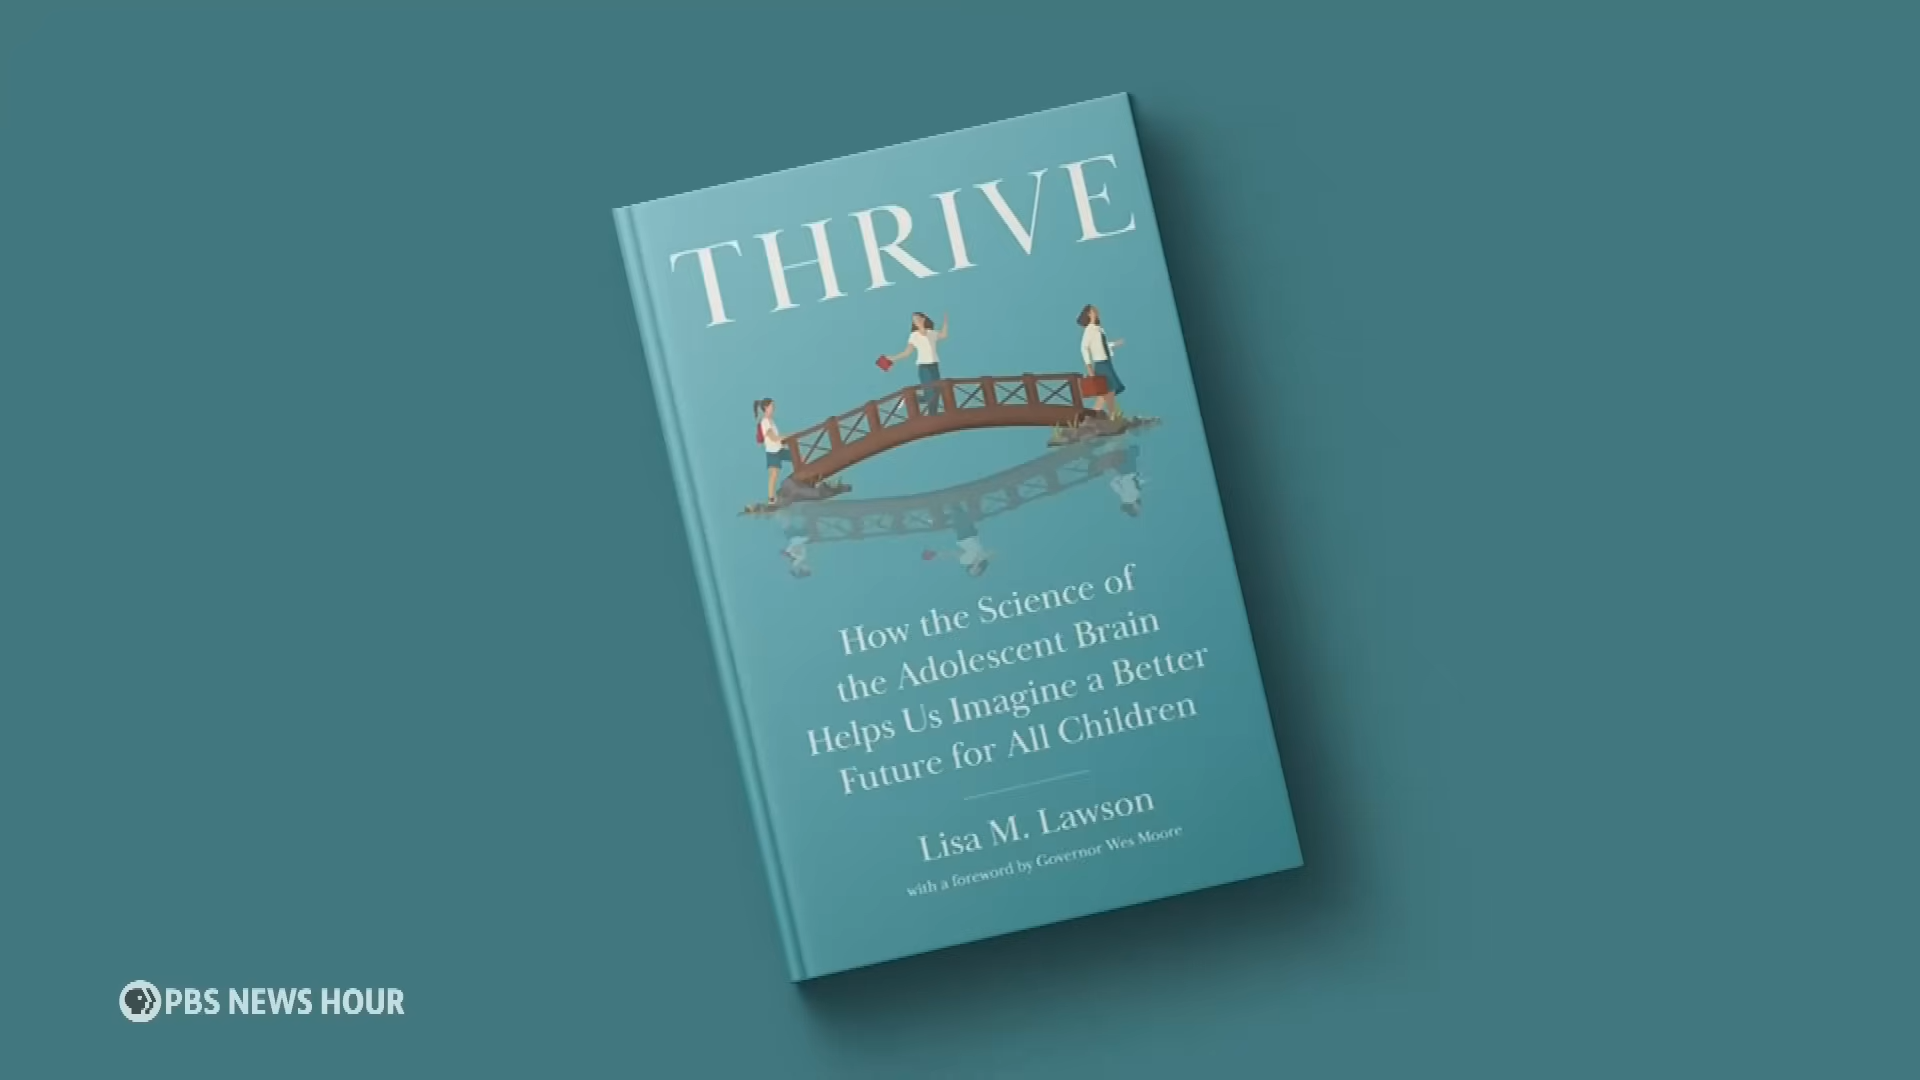 THRIVE
How the Science of
the Adolescent Brain
Helps Us Imagine a Better
Future for All Children
Lisa M. Lawson
with a foreword by Governor Wes Moore
PBS NEWS HOUR